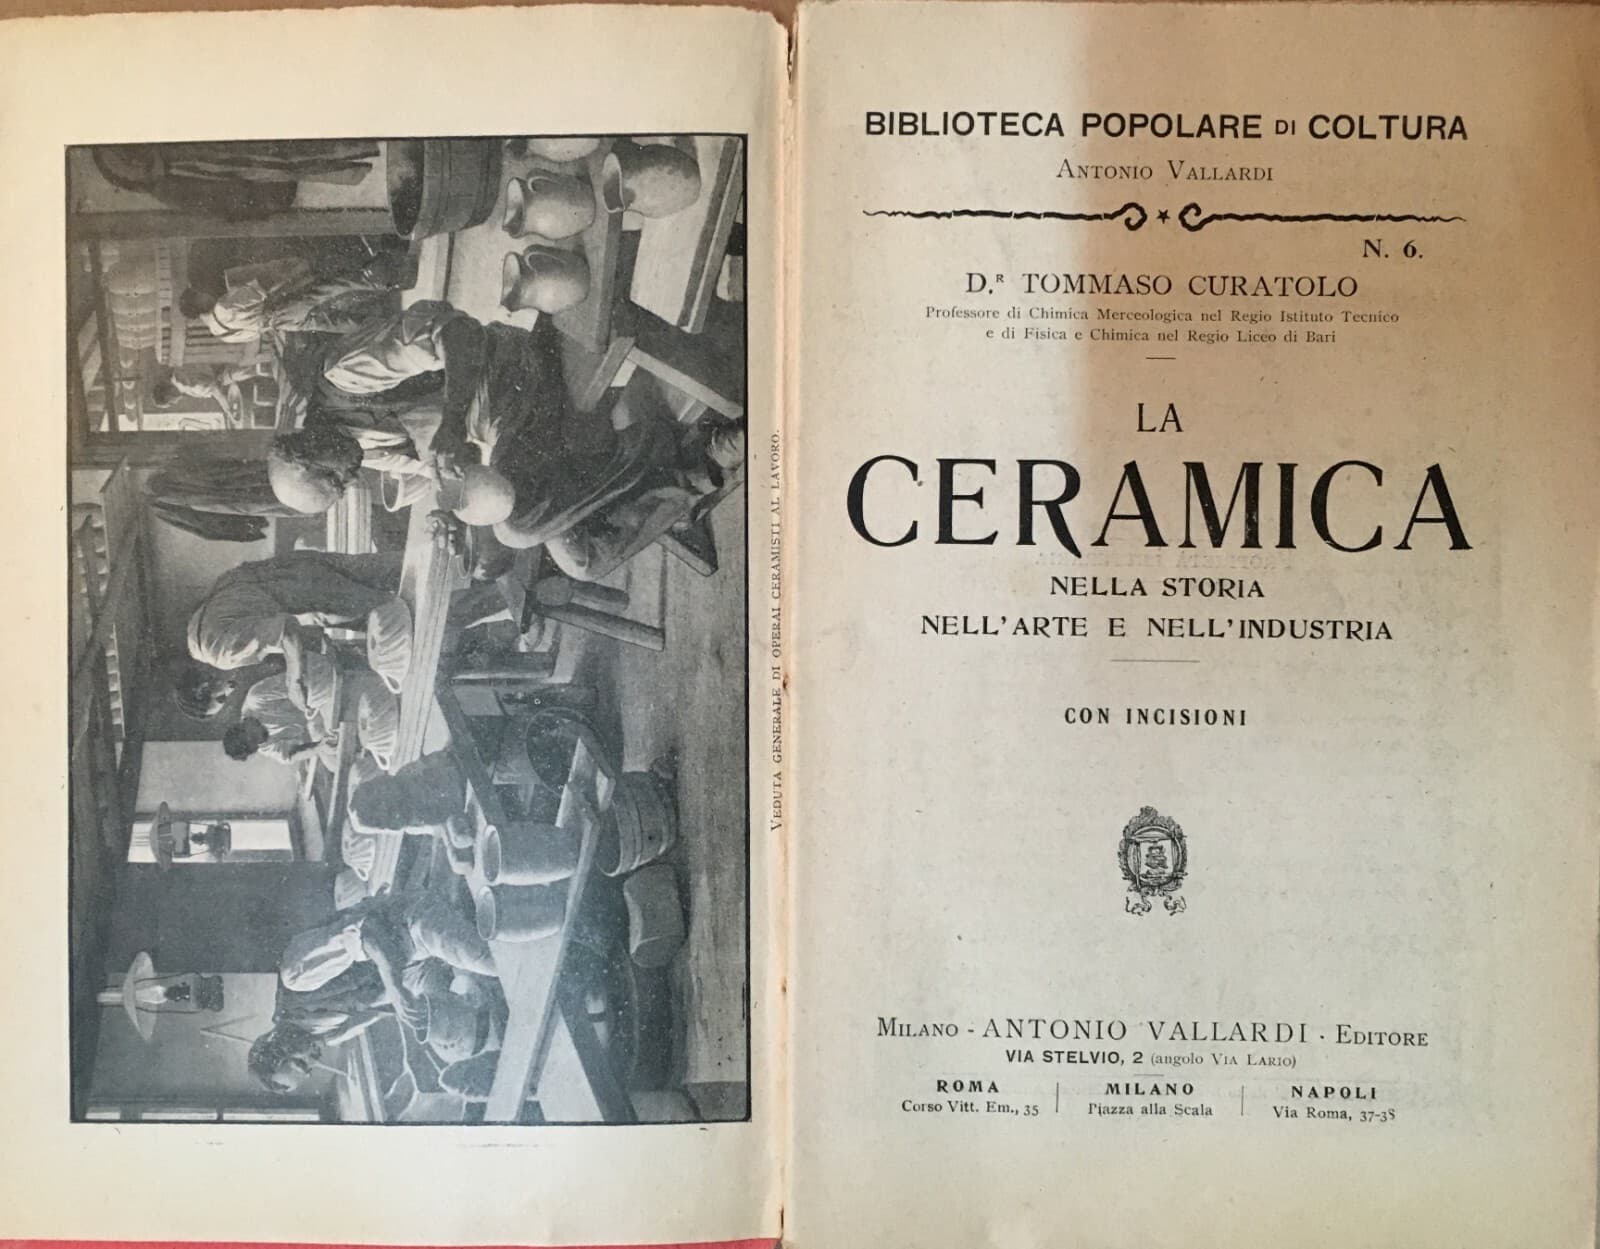 VEDUTA GENERALE DI OPERAI CERAMISTI AL LAVORO.
BIBLIOTECA POPOLARE DI COLTURA
ANTONIO VALLARDI
N. 6.
D.R TOMMASO CURATOLO
Professore di Chimica Merceologica nel Regio Istituto Tecnico
e di Fisica e Chimica nel Regio Liceo di Bari
LA
CERAMICA
NELLA STORIA
NELL'ARTE E NELL'INDUSTRIA
CON INCISIONI
MILANO - ANTONIO VALLARDI · EDITORE
VIA STELVIO, 2 (angolo VIA LARIO)
ROMA | MILANO | NAPOLI
Corso Vitt. Em., 35 | Piazza alla Scala | Via Roma, 37-38